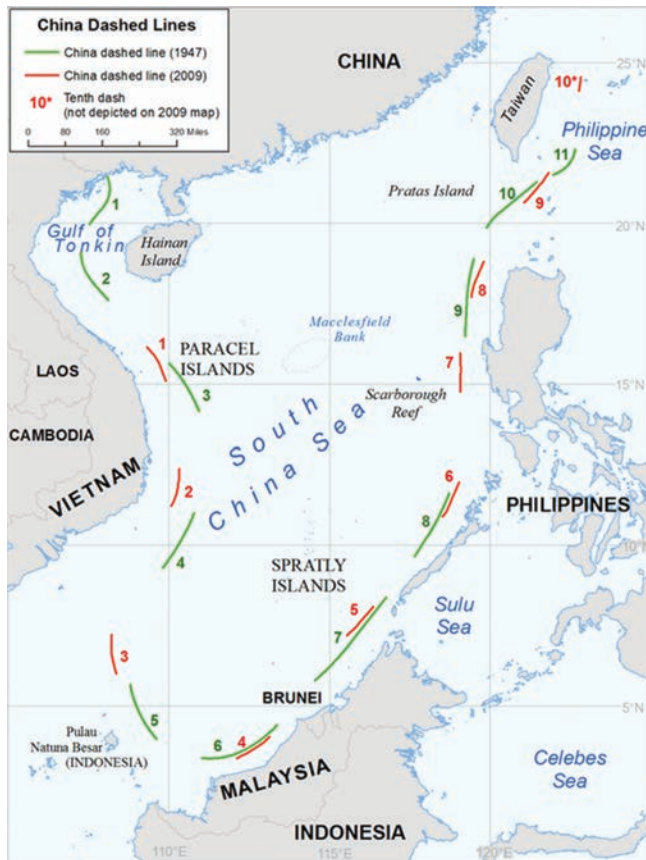 China Dashed Lines
China dashed line (1947)
China dashed line (2009)
10* Tenth dash
(not depicted on 2009 map)
0 80 160 320 Miles
CHINA
25°N
Taiwan
10*
Philippine
Sea
11
Pratas Island
10
9
20°N
1
Gulf of
Tonkin
Hainan
Island
2
8
9
Macclesfield
Bank
1
PARACEL
ISLANDS
7
LAOS
3
Scarborough
Reef
15°N
CAMBODIA
South
China Sea
VIETNAM
2
6
PHILIPPINES
8
4
10°N
SPRATLY
ISLANDS
5
Sulu
Sea
7
3
BRUNEI
5°N
5
Pulau
Natuna Besar
(INDONESIA)
6
4
Celebes
Sea
MALAYSIA
INDONESIA
110°E
115°E
120°E